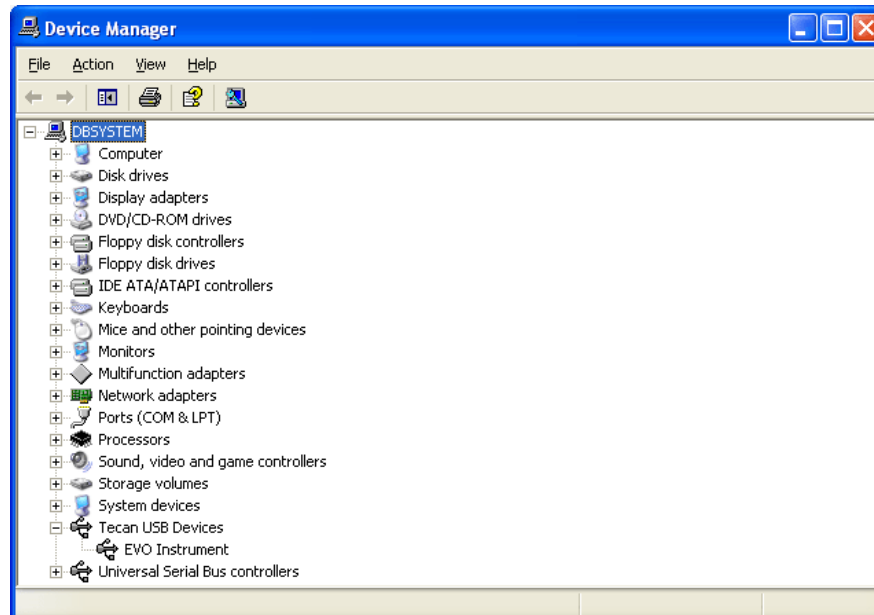 Device Manager
File Action View Help
DBSYSTEM
Computer
Disk drives
Display adapters
DVD/CD-ROM drives
Floppy disk controllers
Floppy disk drives
IDE ATA/ATAPI controllers
Keyboards
Mice and other pointing devices
Monitors
Multifunction adapters
Network adapters
Ports (COM & LPT)
Processors
Sound, video and game controllers
Storage volumes
System devices
Tecan USB Devices
EVO Instrument
Universal Serial Bus controllers